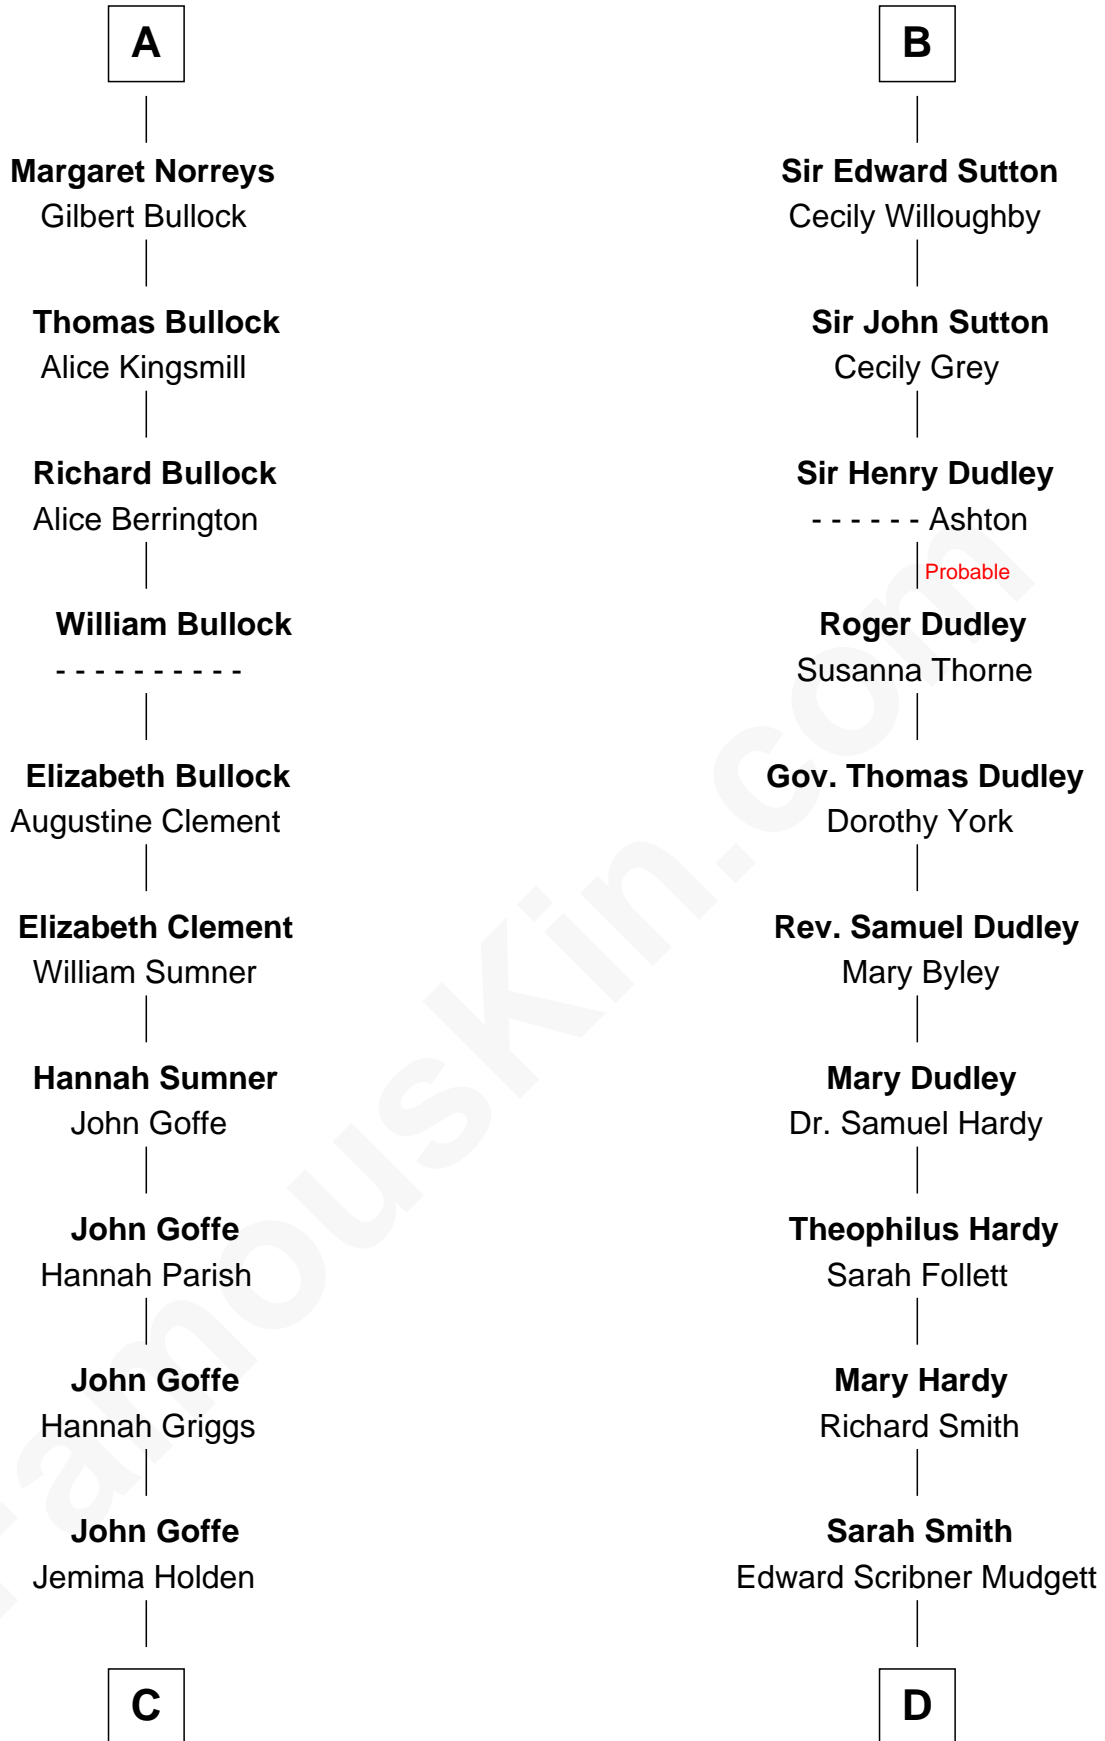 A
Margaret Norreys
Gilbert Bullock
Thomas Bullock
Alice Kingsmill
Richard Bullock
Alice Berrington
William Bullock
- - - - - - - - - -
Elizabeth Bullock
Augustine Clement
Elizabeth Clement
William Sumner
Hannah Sumner
John Goffe
John Goffe
Hannah Parish
John Goffe
Hannah Griggs
John Goffe
Jemima Holden
C
B
Sir Edward Sutton
Cecily Willoughby
Sir John Sutton
Cecily Grey
Sir Henry Dudley
- - - - - - Ashton
Probable
Roger Dudley
Susanna Thorne
Gov. Thomas Dudley
Dorothy York
Rev. Samuel Dudley
Mary Byley
Mary Dudley
Dr. Samuel Hardy
Theophilus Hardy
Sarah Follett
Mary Hardy
Richard Smith
Sarah Smith
Edward Scribner Mudgett
D
FamousKin.com